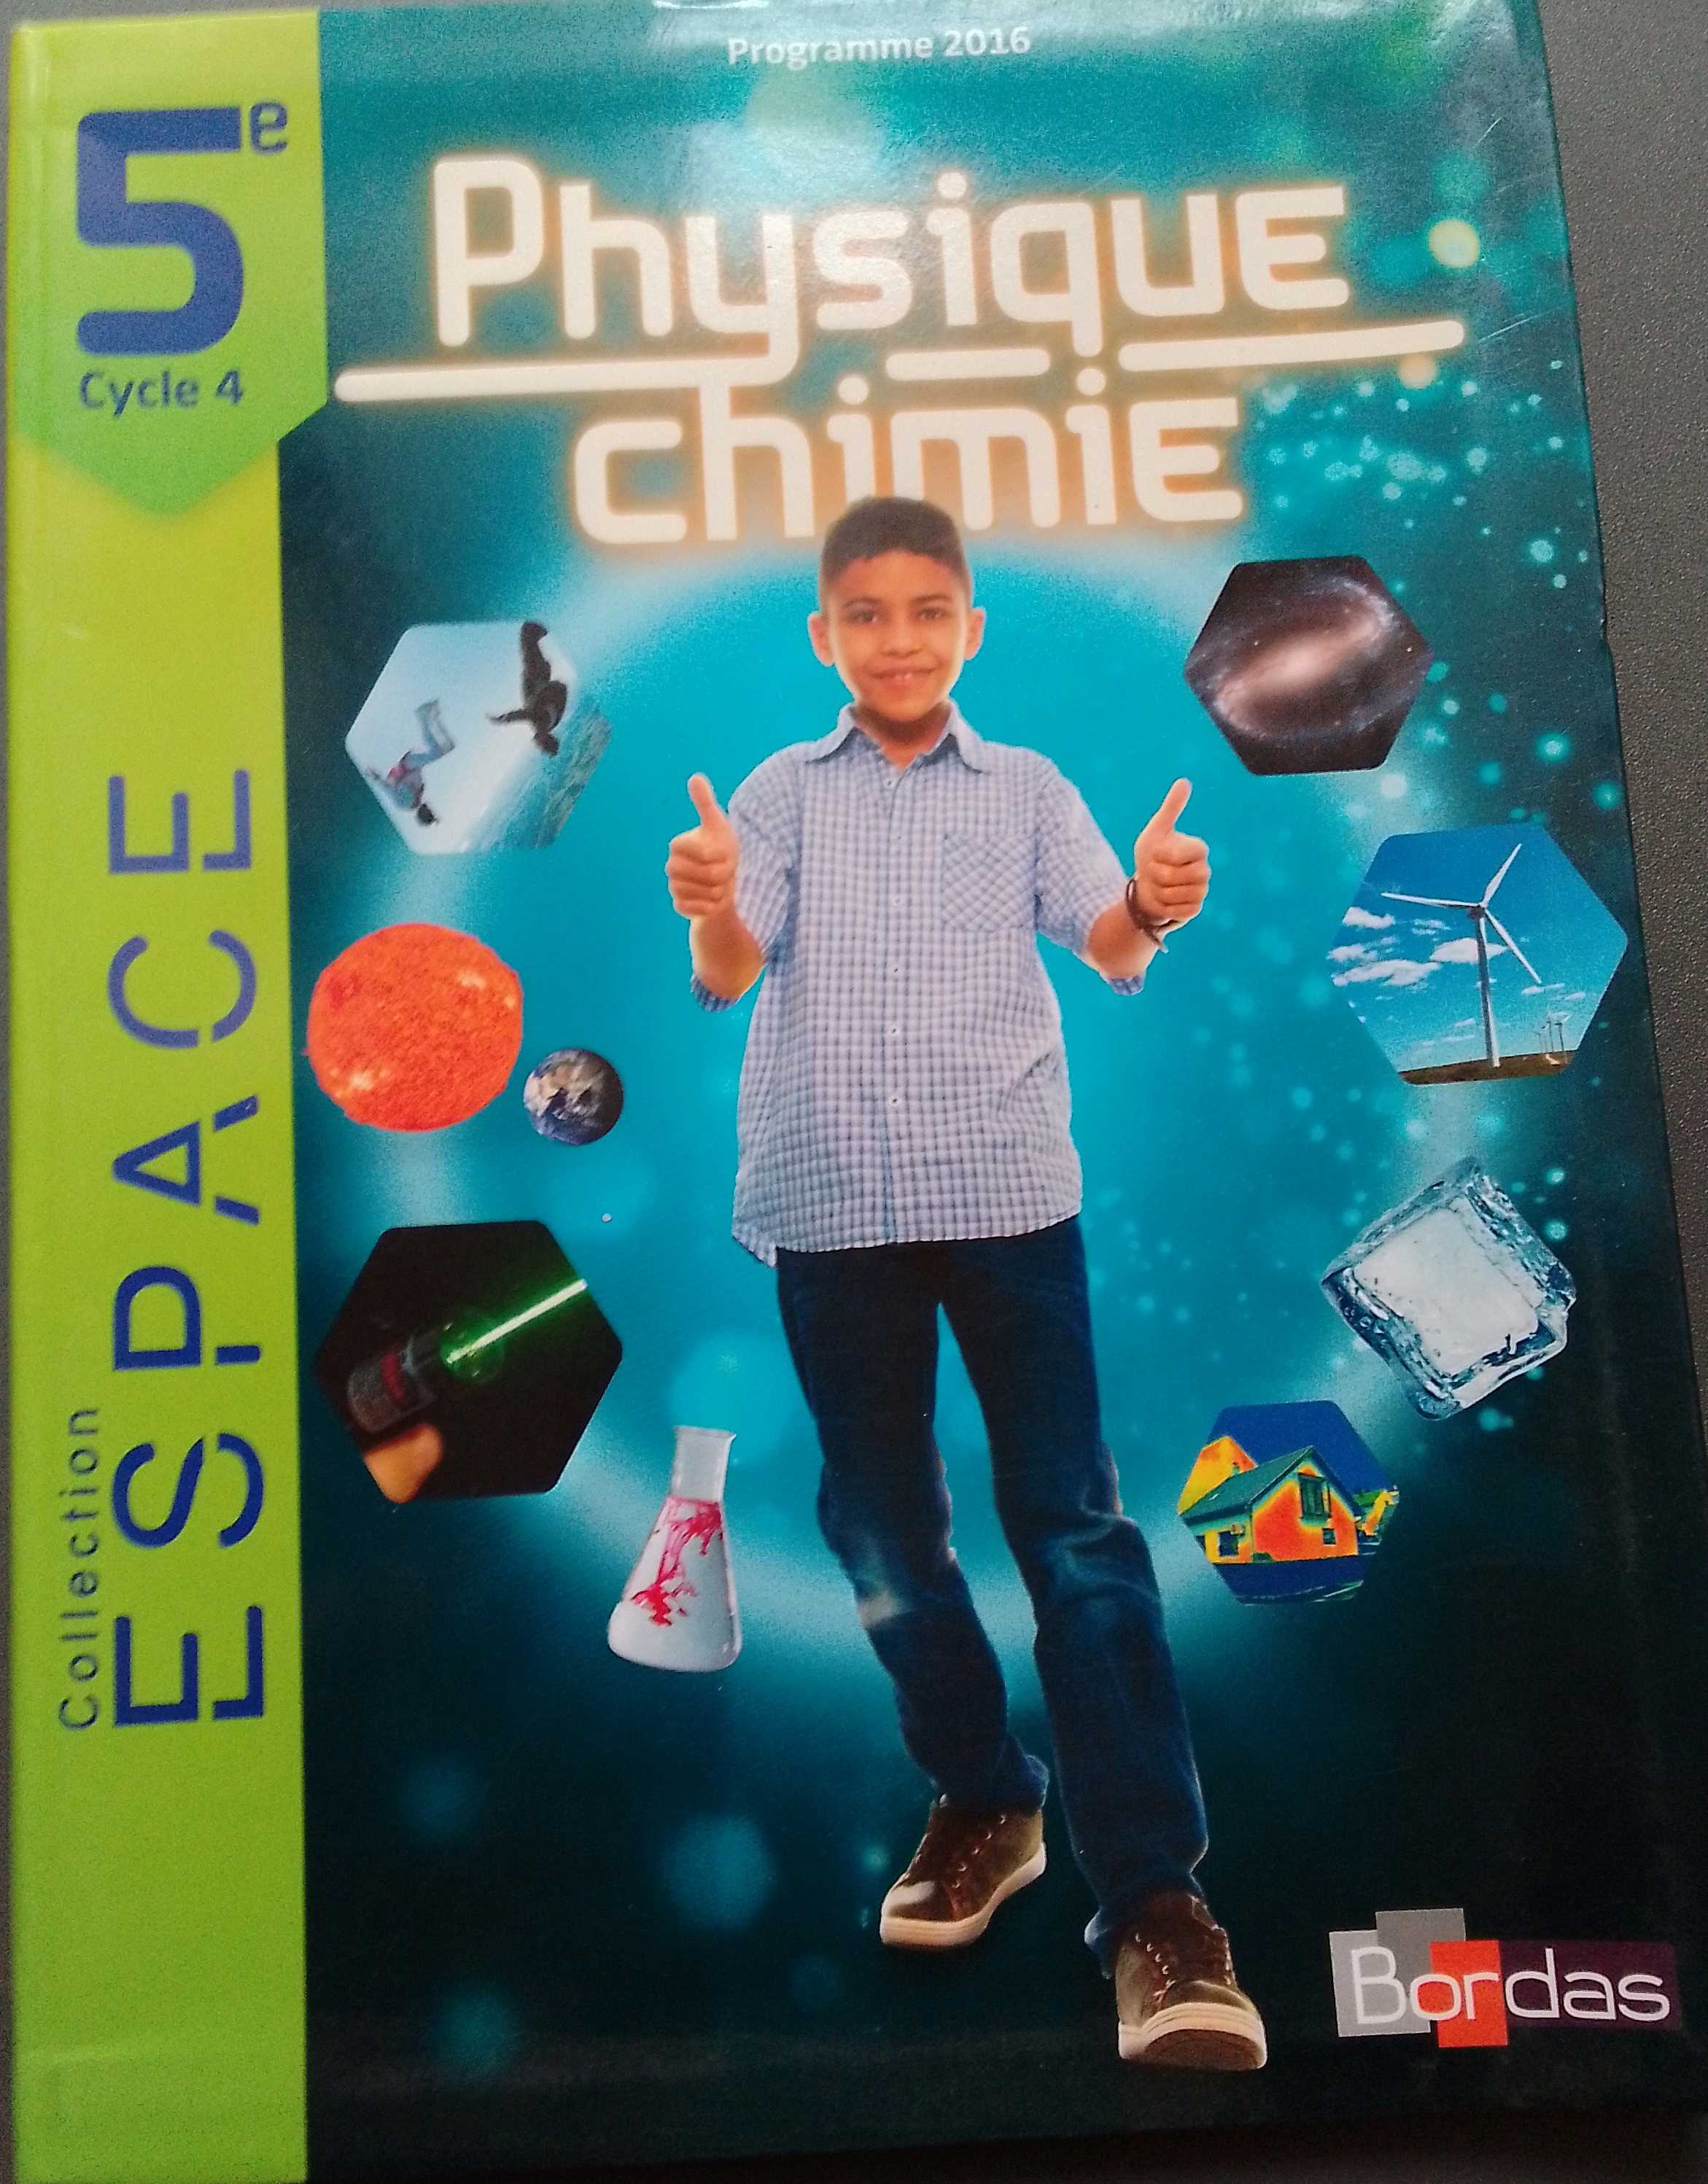 Programme 2016
5e
Cycle 4
Physique
chimie
Collection
ESPACE
Bordas